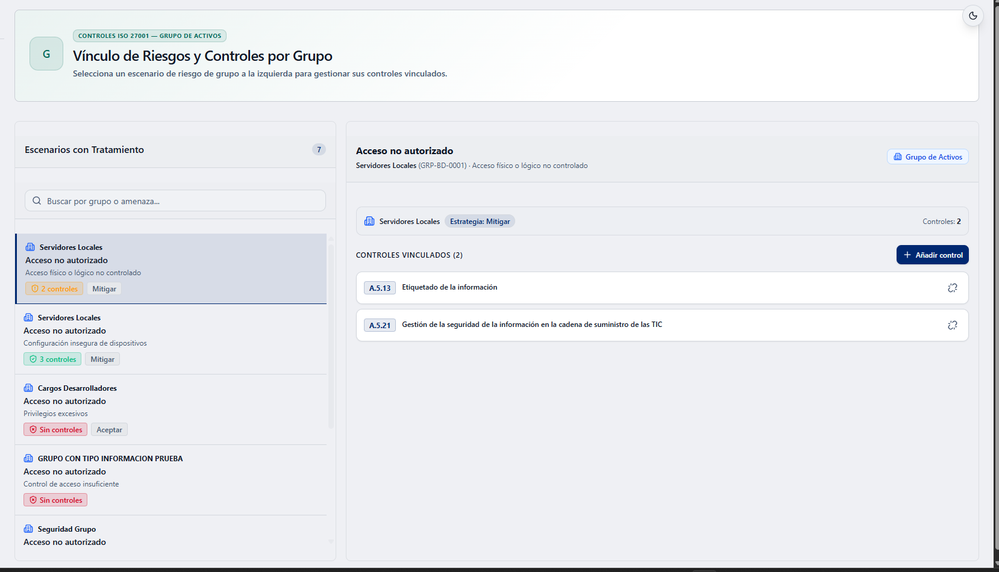 CONTROLES ISO 27001 — GRUPO DE ACTIVOS
G
Vínculo de Riesgos y Controles por Grupo
Selecciona un escenario de riesgo de grupo a la izquierda para gestionar sus controles vinculados.
Escenarios con Tratamiento
7
Buscar por grupo o amenaza...
Servidores Locales
Acceso no autorizado
Acceso físico o lógico no controlado
2 controles
Mitigar
Servidores Locales
Acceso no autorizado
Configuración insegura de dispositivos
3 controles
Mitigar
Cargos Desarrolladores
Acceso no autorizado
Privilegios excesivos
Sin controles
Aceptar
GRUPO CON TIPO INFORMACION PRUEBA
Acceso no autorizado
Control de acceso insuficiente
Sin controles
Seguridad Grupo
Acceso no autorizado
Acceso no autorizado
Servidores Locales (GRP-BD-0001) · Acceso físico o lógico no controlado
Grupo de Activos
Servidores Locales
Estrategia: Mitigar
Controles: 2
CONTROLES VINCULADOS (2)
+ Añadir control
A.5.13 Etiquetado de la información
A.5.21 Gestión de la seguridad de la información en la cadena de suministro de las TIC